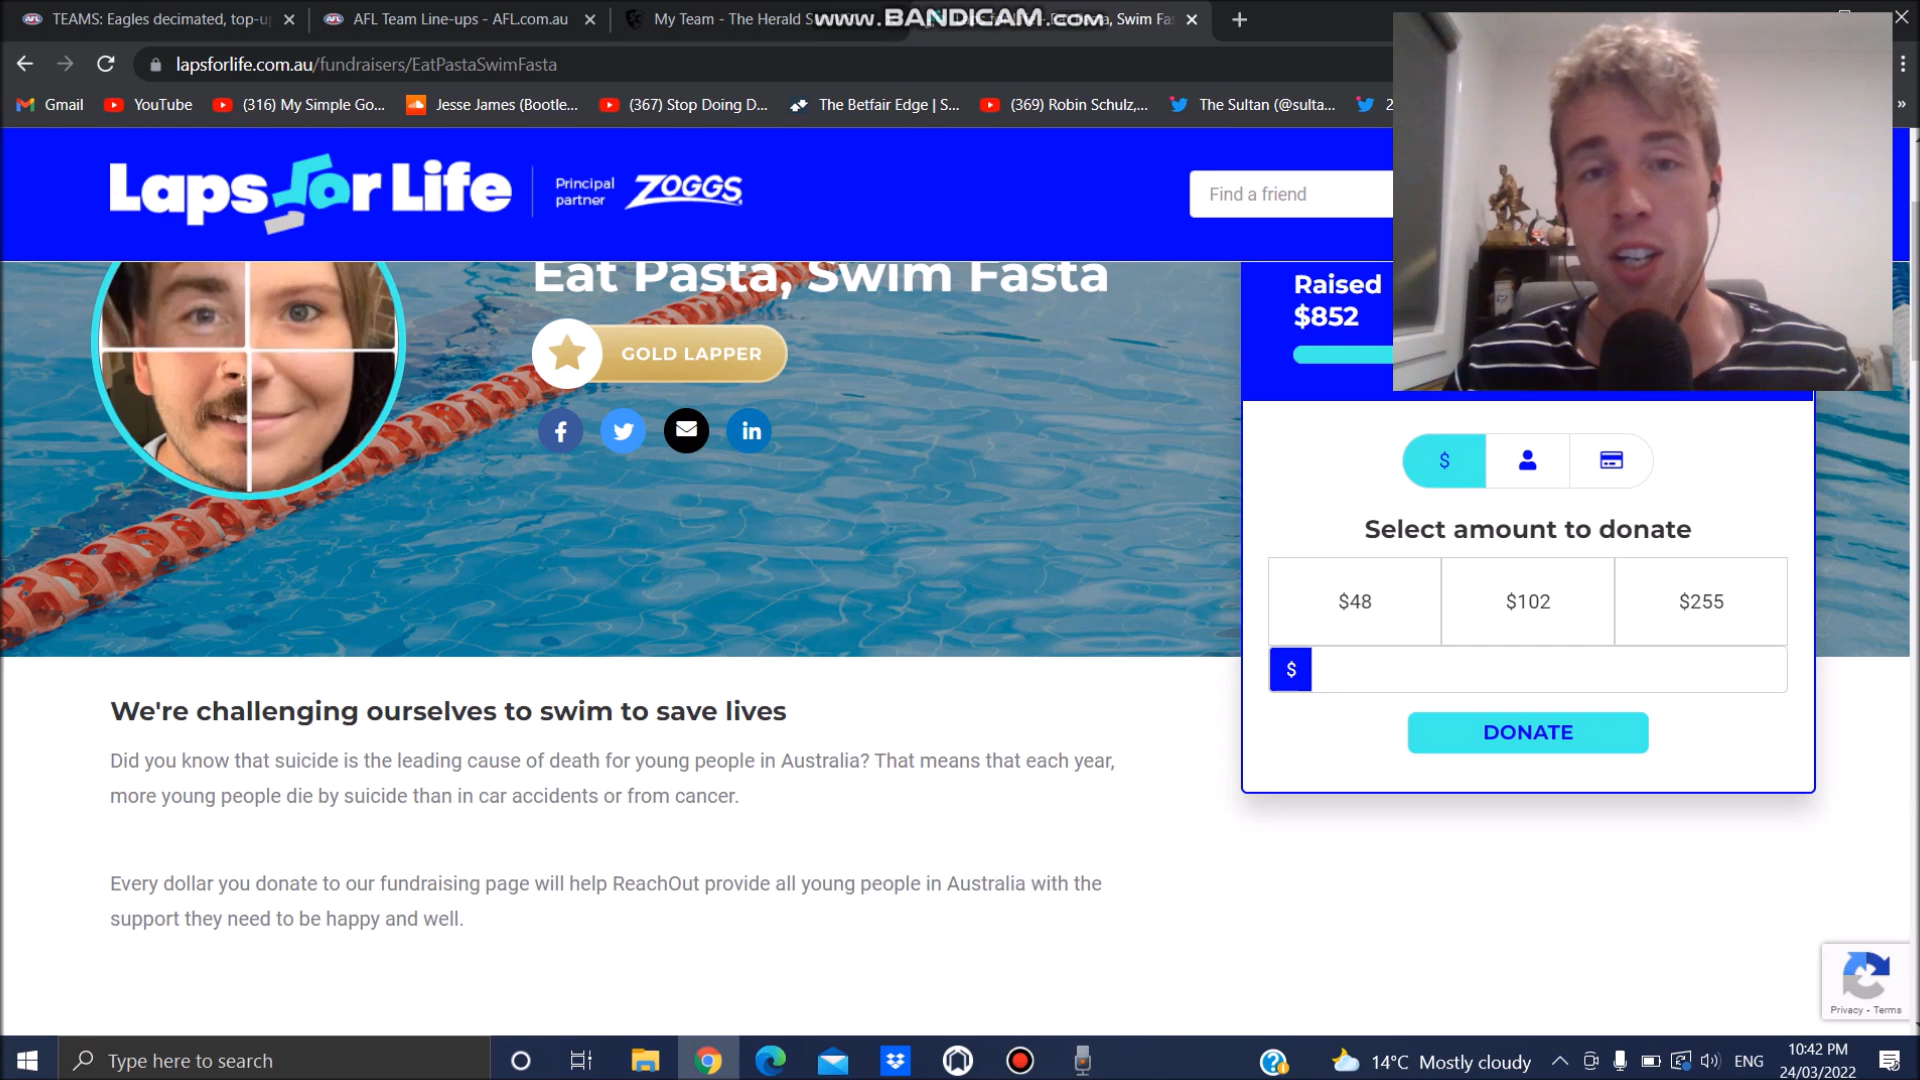 TEAMS: Eagles decimated, top-u
AFL Team Line-ups - AFL.com.au
My Team - The Herald S
www.BANDICAM.com
, Swim Fas
lapsforlife.com.au/fundraisers/EatPastaSwimFasta
Gmail
YouTube
(316) My Simple Go...
Jesse James (Bootle...
(367) Stop Doing D...
The Betfair Edge | S...
(369) Robin Schulz,...
The Sultan (@sulta...
2
»
Laps for Life
Principal
partner
ZOGGS
Find a friend
Eat Pasta, Swim Fasta
GOLD LAPPER
Raised
$852
$
Select amount to donate
$48
$102
$255
$
DONATE
We're challenging ourselves to swim to save lives
Did you know that suicide is the leading cause of death for young people in Australia? That means that each year,
more young people die by suicide than in car accidents or from cancer.
Every dollar you donate to our fundraising page will help ReachOut provide all young people in Australia with the
support they need to be happy and well.
Privacy - Terms
Type here to search
14°C Mostly cloudy
ENG
10:42 PM
24/03/2022